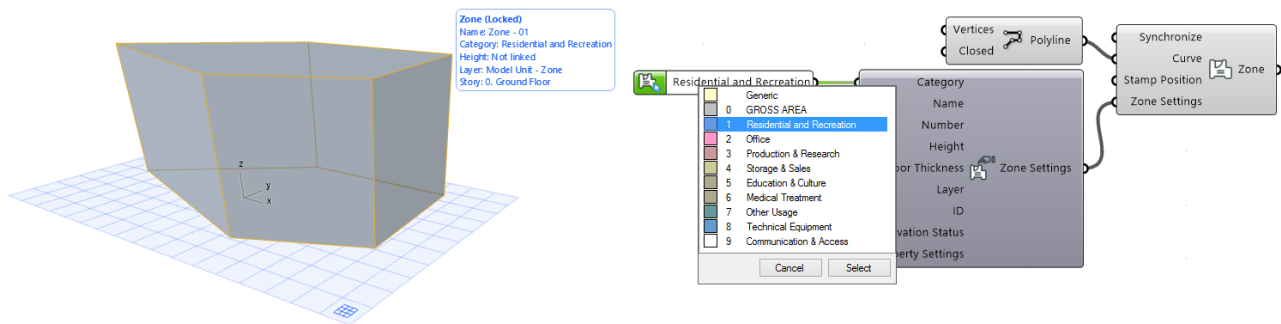 Zone (Locked)
Name: Zone - 01
Category: Residential and Recreation
Height: Not linked
Layer: Model Unit - Zone
Story: 0. Ground Floor
z
y
x
Vertices
Closed
Polyline
Synchronize
Curve
Stamp Position
Zone Settings
Zone
Residential and Recreation
Category
Name
Number
Height
oor Thickness
Layer
ID
vation Status
perty Settings
Zone Settings
Generic
0 GROSS AREA
1 Residential and Recreation
2 Office
3 Production & Research
4 Storage & Sales
5 Education & Culture
6 Medical Treatment
7 Other Usage
8 Technical Equipment
9 Communication & Access
Cancel
Select